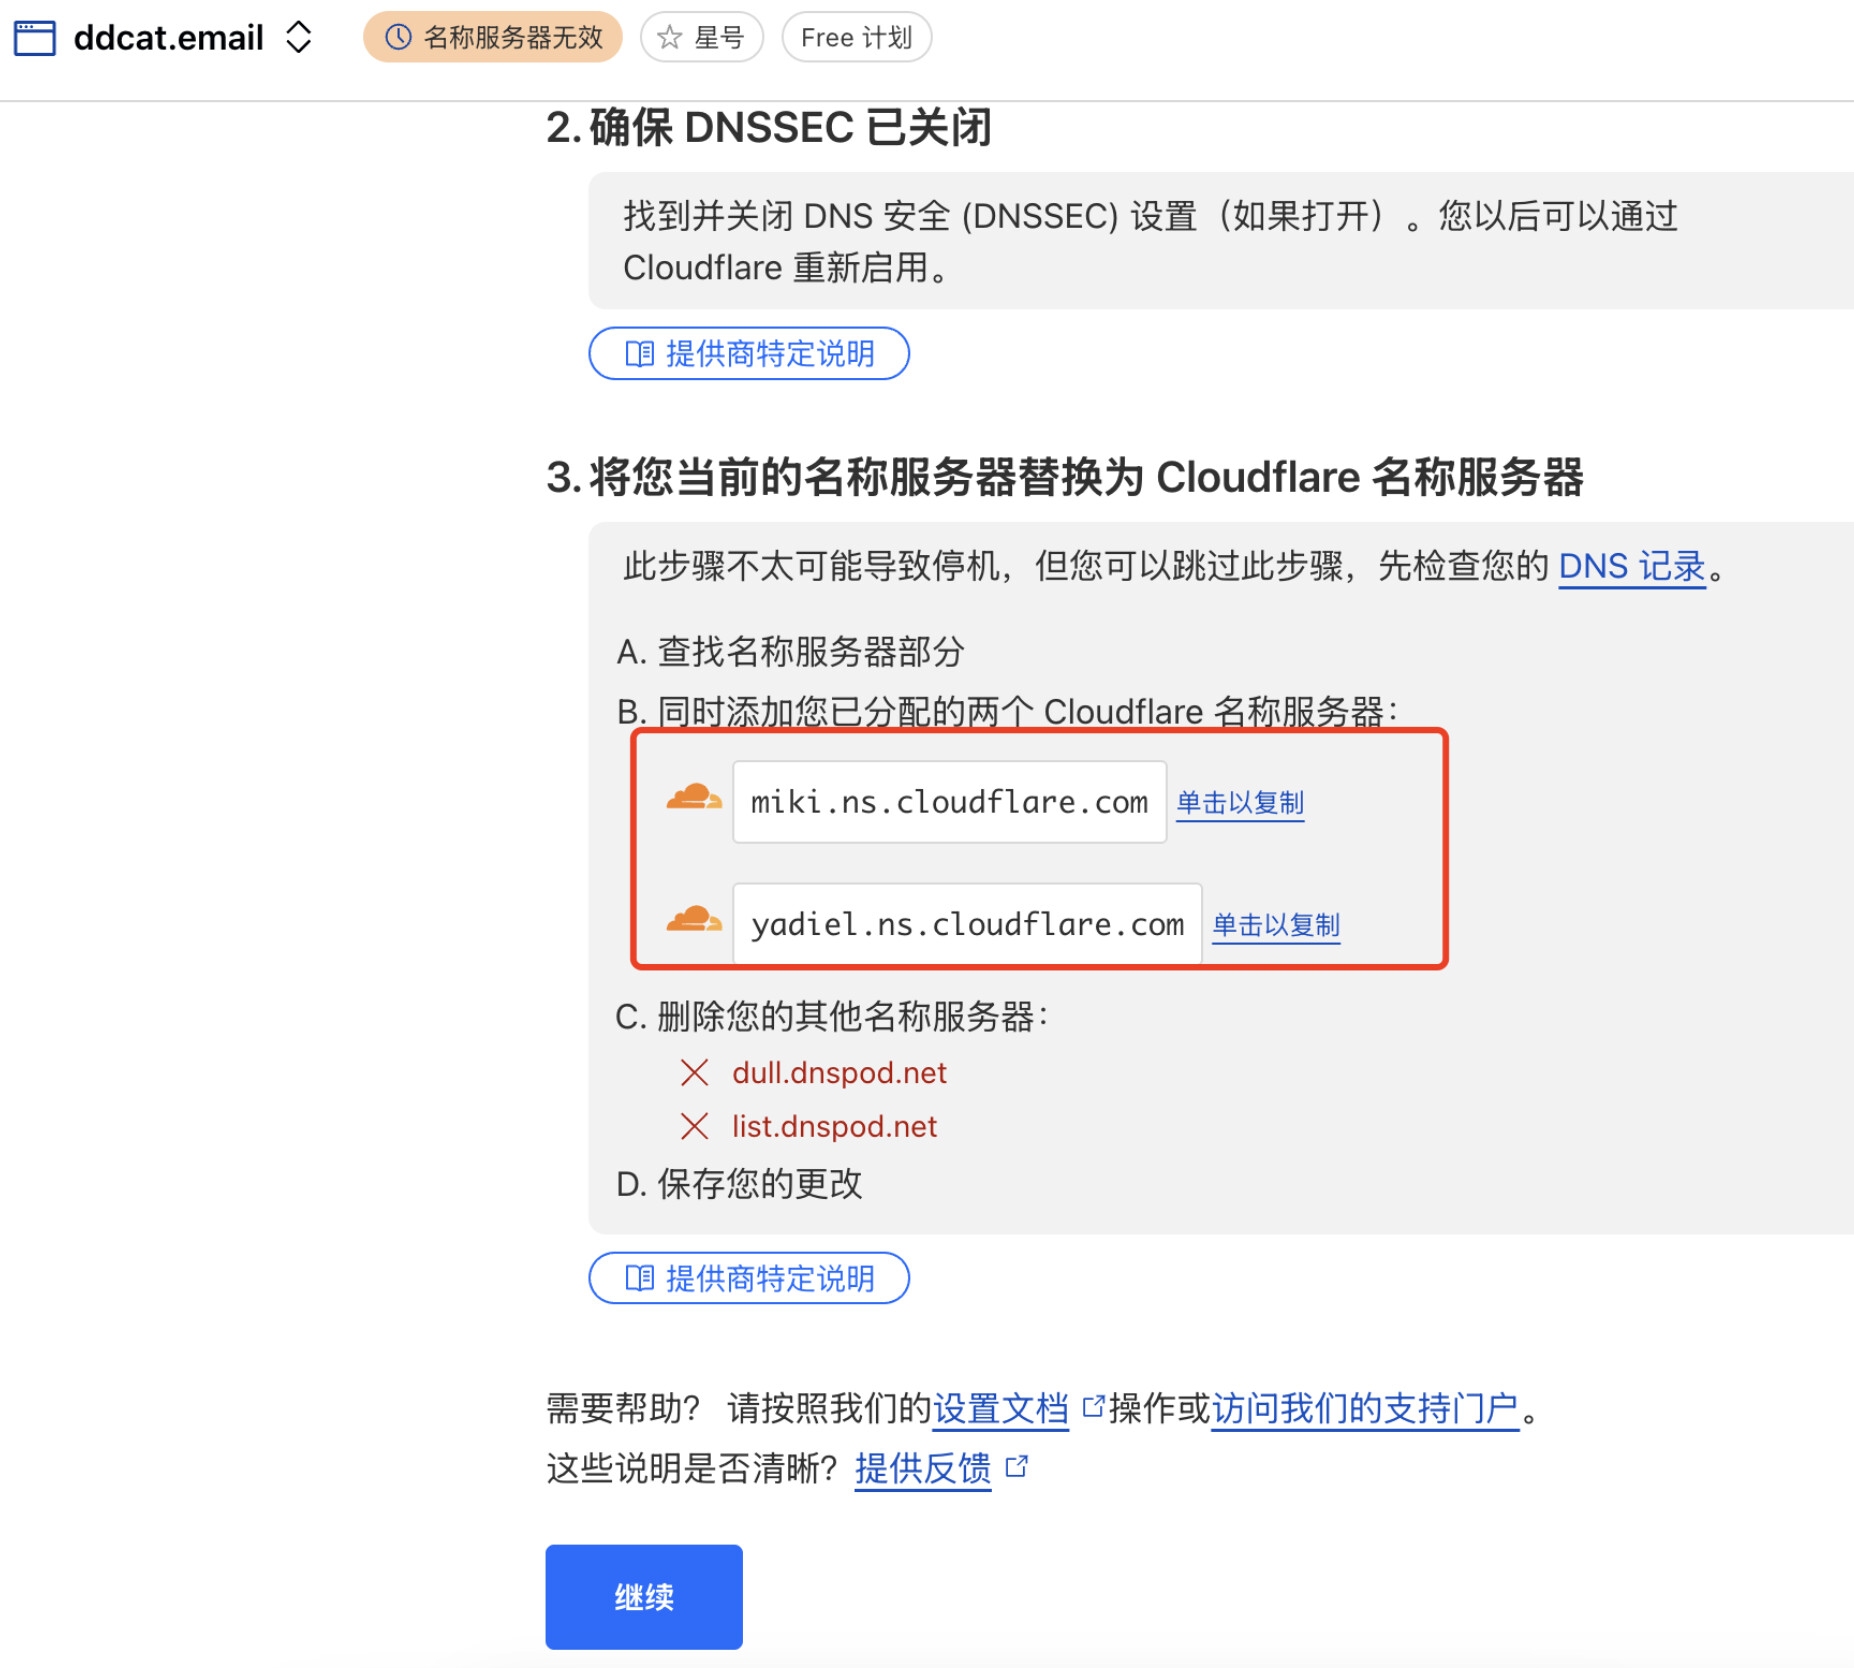 ddcat.email 名称服务器无效 星号 Free 计划
2. 确保 DNSSEC 已关闭
找到并关闭 DNS 安全 (DNSSEC) 设置（如果打开）。您以后可以通过
Cloudflare 重新启用。
提供商特定说明
3. 将您当前的名称服务器替换为 Cloudflare 名称服务器
此步骤不太可能导致停机，但您可以跳过此步骤，先检查您的 DNS 记录。
A. 查找名称服务器部分
B. 同时添加您已分配的两个 Cloudflare 名称服务器：
miki.ns.cloudflare.com 单击以复制
yadiel.ns.cloudflare.com 单击以复制
C. 删除您的其他名称服务器：
dull.dnspod.net
list.dnspod.net
D. 保存您的更改
提供商特定说明
需要帮助？ 请按照我们的设置文档 操作或访问我们的支持门户。
这些说明是否清晰？ 提供反馈
继续